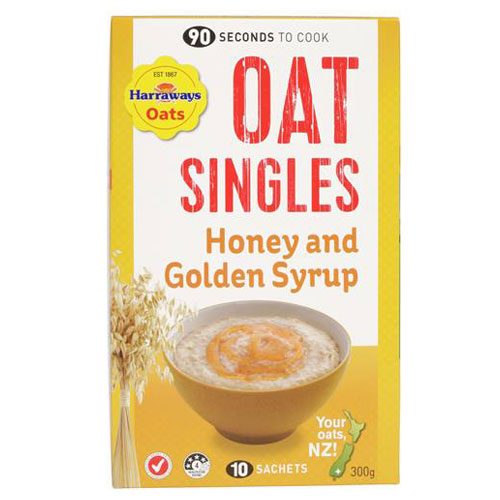 90 SECONDS TO COOK
EST 1867
Harraways
Oats
OAT
SINGLES
Honey and
Golden Syrup
Your
oats,
NZ!
4
10 SACHETS
300g